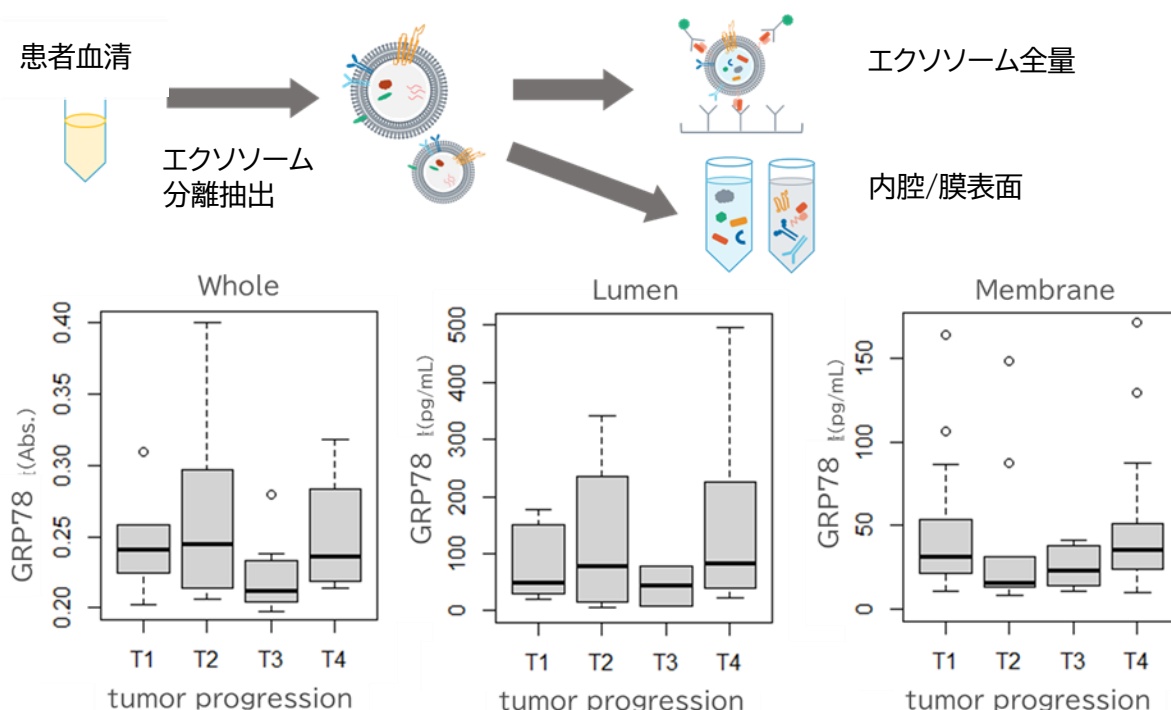 患者血清
エクソソーム
分離抽出
エクソソーム全量
内腔/膜表面
Whole
GRP78 (Abs.)
0.40
0.35
0.30
0.25
0.20
T1 T2 T3 T4
tumor progression
Lumen
GRP78 (pg/mL)
500
400
300
200
100
0
T1 T2 T3 T4
tumor progression
Membrane
GRP78 (pg/mL)
150
100
50
0
T1 T2 T3 T4
tumor progression